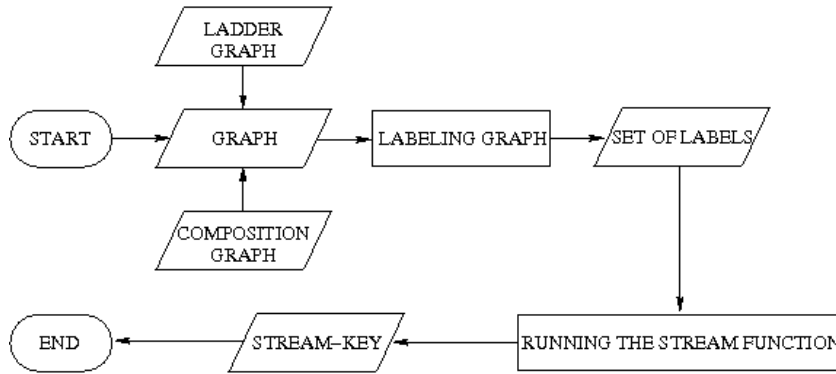 LADDER
GRAPH
START
GRAPH
LABELING GRAPH
SET OF LABELS
COMPOSITION
GRAPH
END
STREAM–KEY
RUNNING THE STREAM FUNCTION